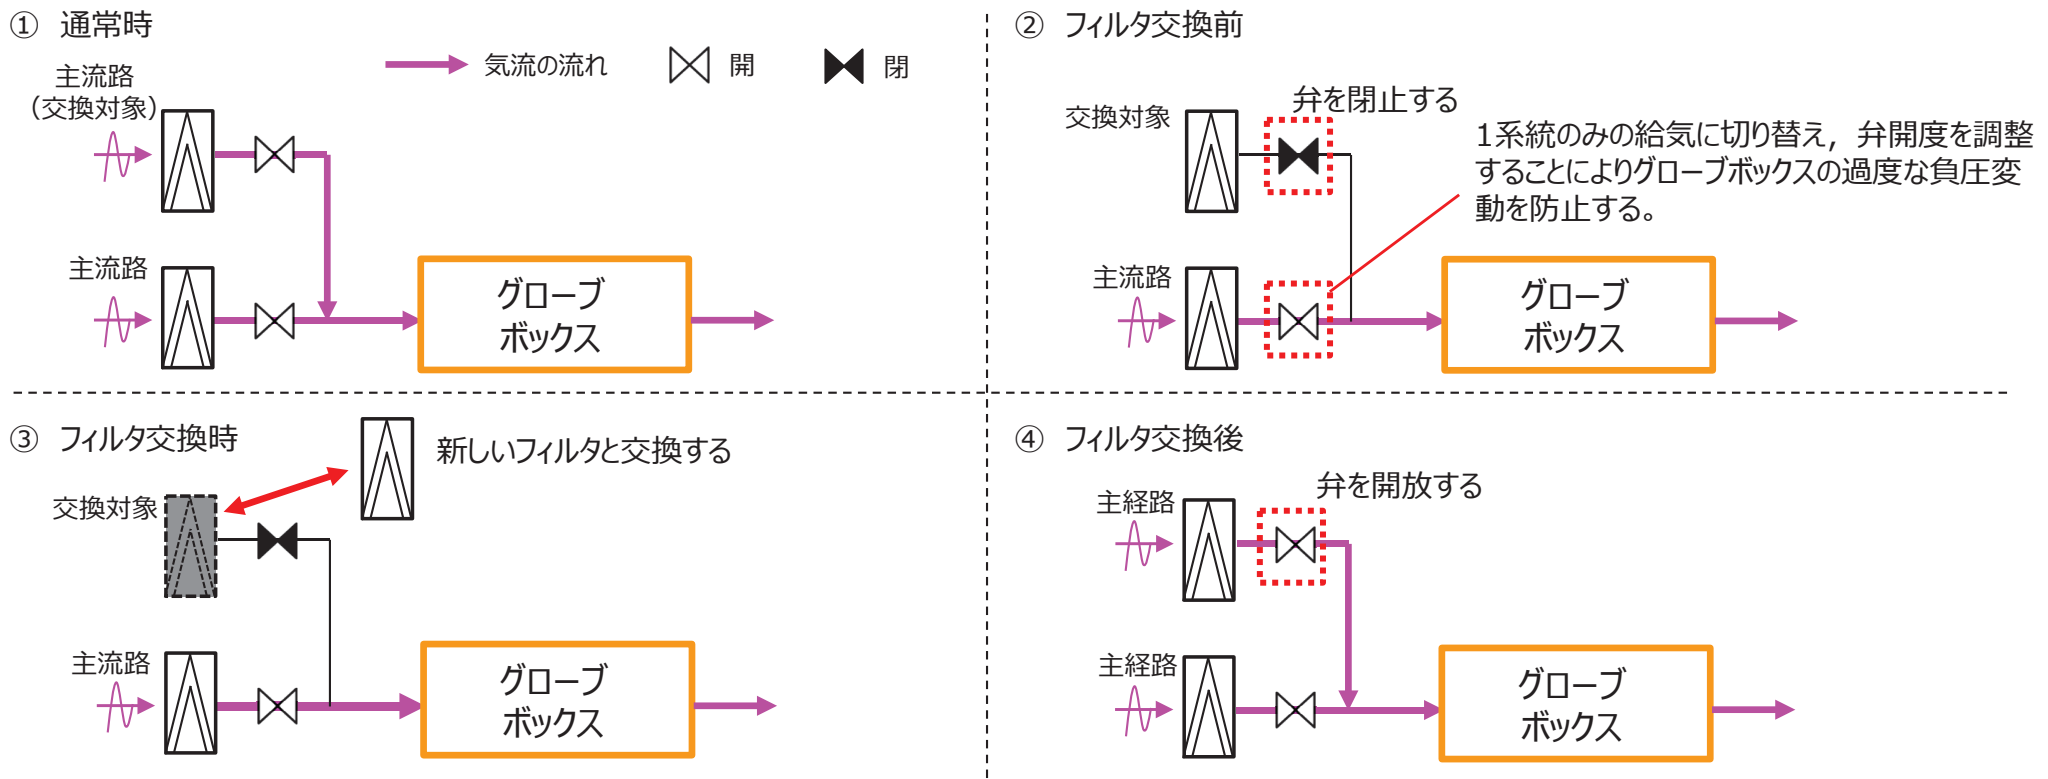 ① 通常時
気流の流れ
開
閉
主流路
（交換対象）
主流路
グローブ
ボックス
② フィルタ交換前
交換対象
弁を閉止する
1系統のみの給気に切り替え，弁開度を調整
することによりグローブボックスの過度な負圧変
動を防止する。
主流路
グローブ
ボックス
③ フィルタ交換時
新しいフィルタと交換する
交換対象
主流路
グローブ
ボックス
④ フィルタ交換後
弁を開放する
主経路
主経路
グローブ
ボックス